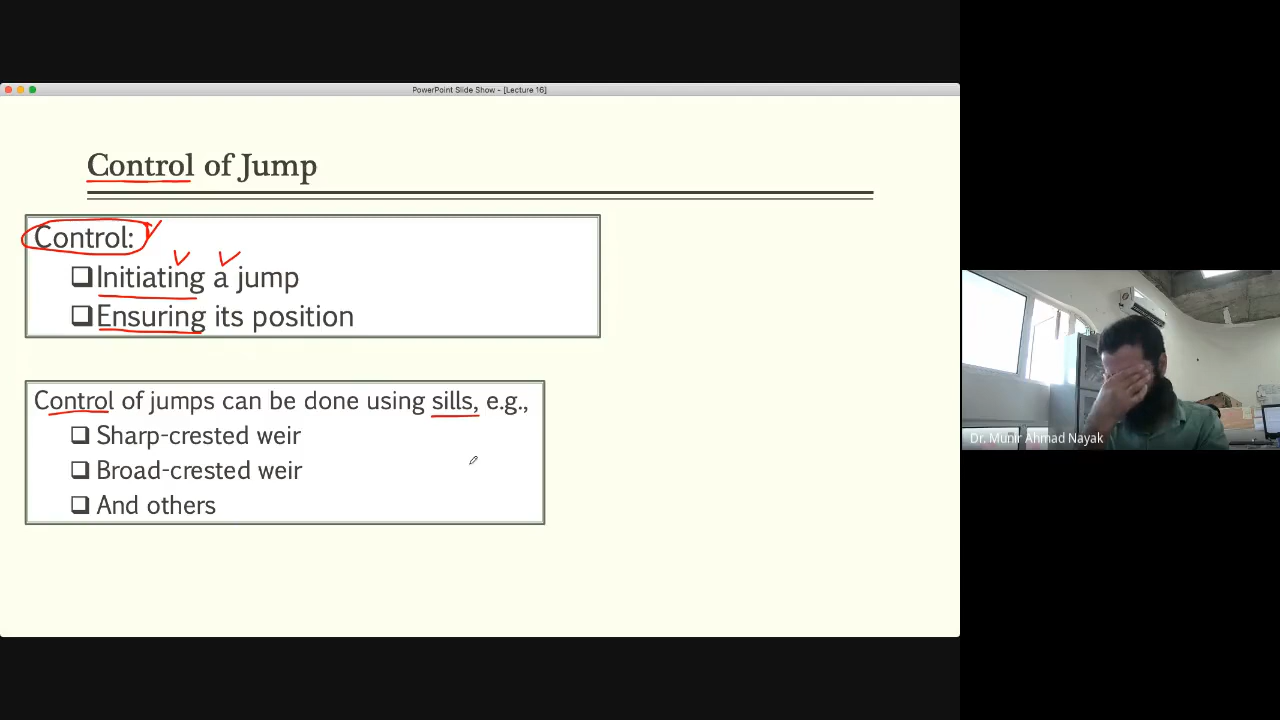 PowerPoint Slide Show - [Lecture 16]
Control of Jump
Control:
Initiating a jump
Ensuring its position
Control of jumps can be done using sills, e.g.,
Sharp-crested weir
Broad-crested weir
And others
Dr. Munir Ahmad Nayak